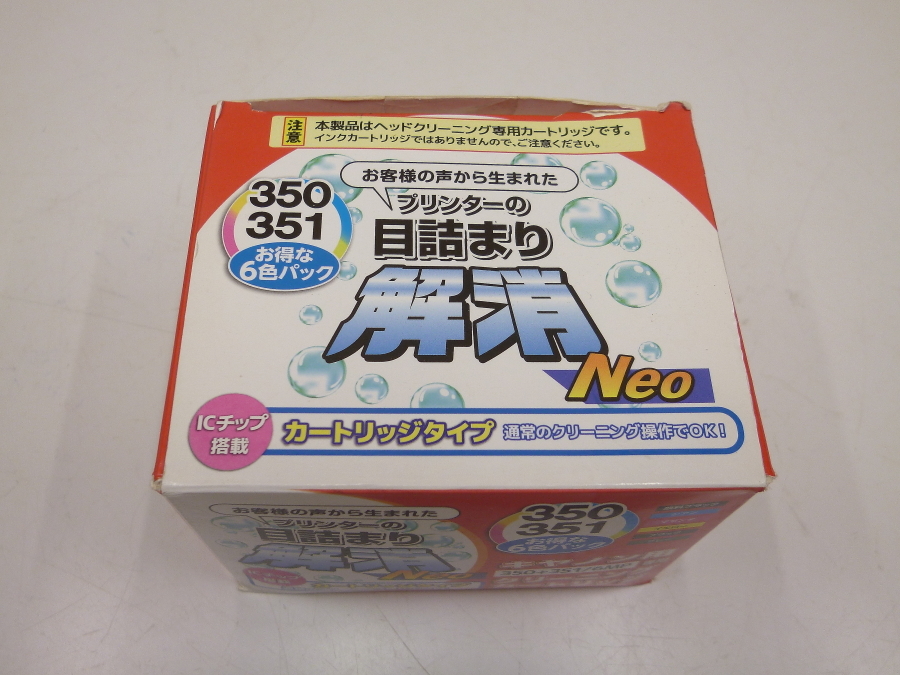 注意
本製品はヘッドクリーニング専用カートリッジです。
インクカートリッジではありませんので、ご注意ください。
お客様の声から生まれた
350
351
お得な
6色パック
プリンターの
目詰まり
解消
Neo
ICチップ
搭載
カートリッジタイプ
通常のクリーニング操作でOK!
お客様の声から生まれた
プリンターの
目詰まり
解消
Neo
350
351
お得な
6色パック